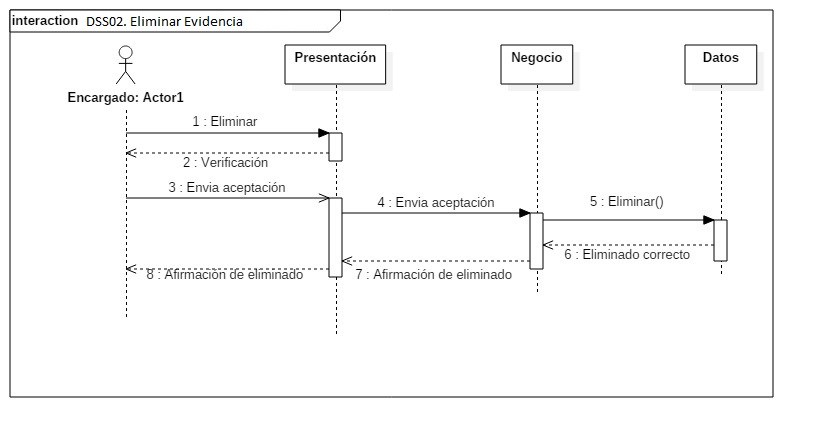 interaction DSS02. Eliminar Evidencia
Presentación
Negocio
Datos
Encargado: Actor1
1 : Eliminar
2 : Verificación
3 : Envia aceptación
4 : Envia aceptación
5 : Eliminar()
6 : Eliminado correcto
7 : Afirmación de eliminado
8 : Afirmación de eliminado